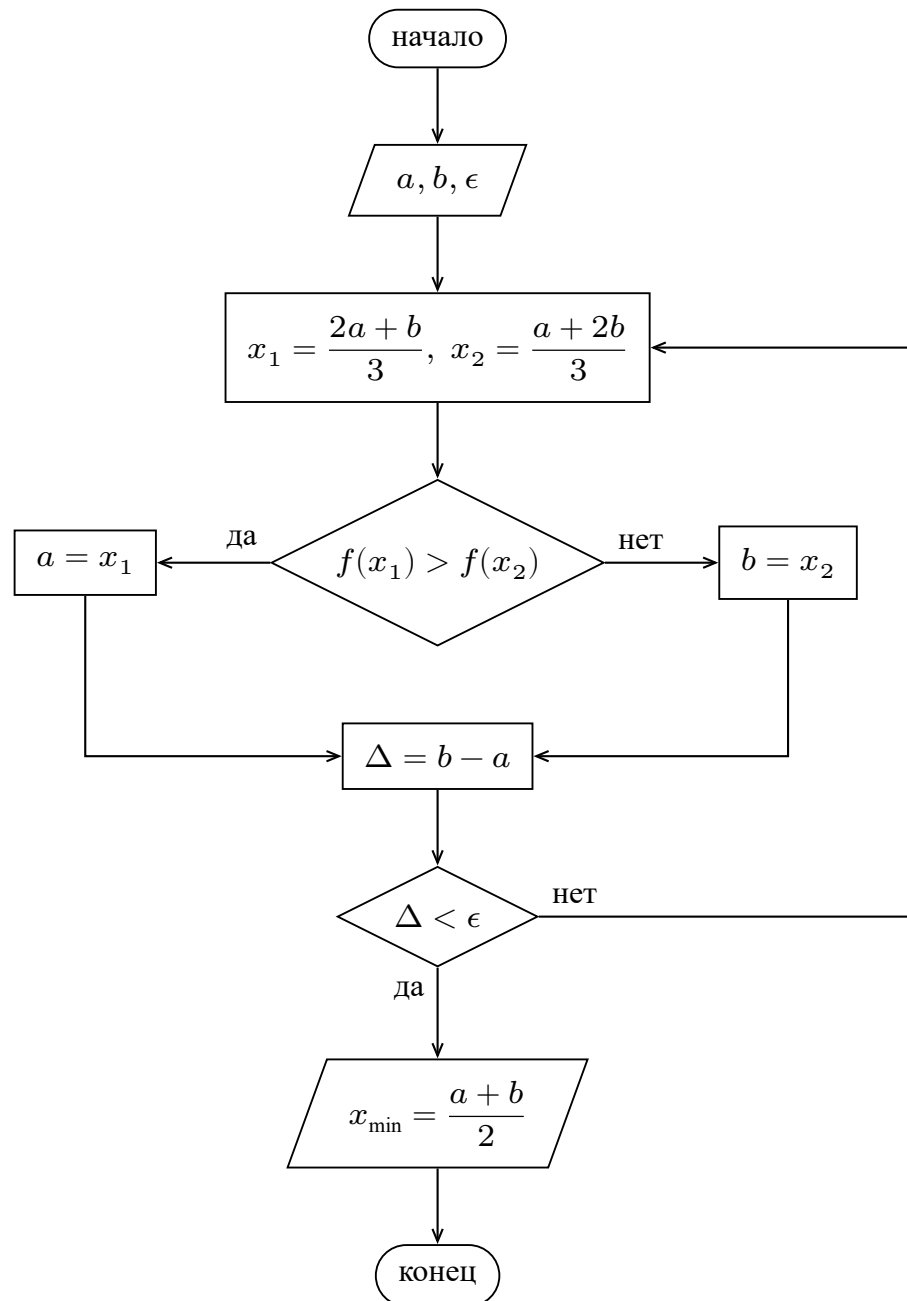 начало
a, b, ϵ
x₁ = (2a + b)/3, x₂ = (a + 2b)/3
да
нет
a = x₁
f(x₁) > f(x₂)
b = x₂
Δ = b − a
нет
Δ < ϵ
да
x_min = (a + b)/2
конец